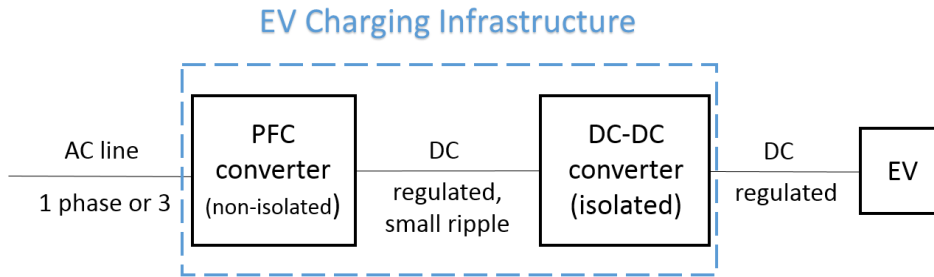 EV Charging Infrastructure
AC line
1 phase or 3
PFC
converter
(non-isolated)
DC
regulated,
small ripple
DC-DC
converter
(isolated)
DC
regulated
EV